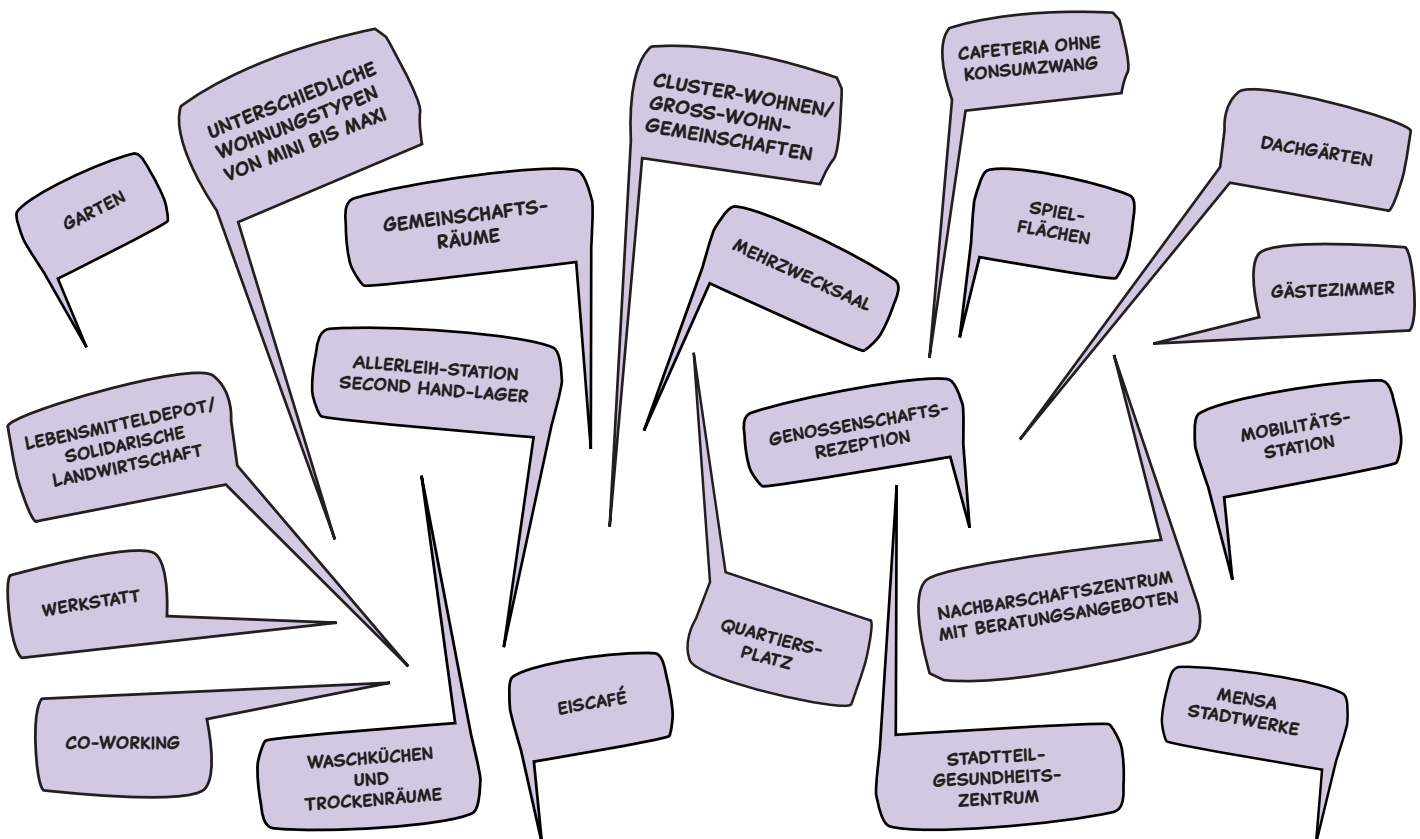 UNTERSCHIEDLICHE
WOHNUNGSTYPEN
VON MINI BIS MAXI
CLUSTER-WOHNEN/
GROSS-WOHN-
GEMEINSCHAFTEN
CAFETERIA OHNE
KONSUMZWANG
DACHGÄRTEN
GARTEN
GEMEINSCHAFTS-
RÄUME
MEHRZWECKSAAL
SPIEL-
FLÄCHEN
GÄSTEZIMMER
ALLERLEIH-STATION
SECOND HAND-LAGER
LEBENSMITTELDEPOT/
SOLIDARISCHE
LANDWIRTSCHAFT
GENOSSENSCHAFTS-
REZEPTION
MOBILITÄTS-
STATION
WERKSTATT
QUARTIERS-
PLATZ
NACHBARSCHAFTSZENTRUM
MIT BERATUNGSANGEBOTEN
CO-WORKING
WASCHKÜCHEN
UND
TROCKENRÄUME
EISCAFÉ
STADTTEIL-
GESUNDHEITS-
ZENTRUM
MENSA
STADTWERKE